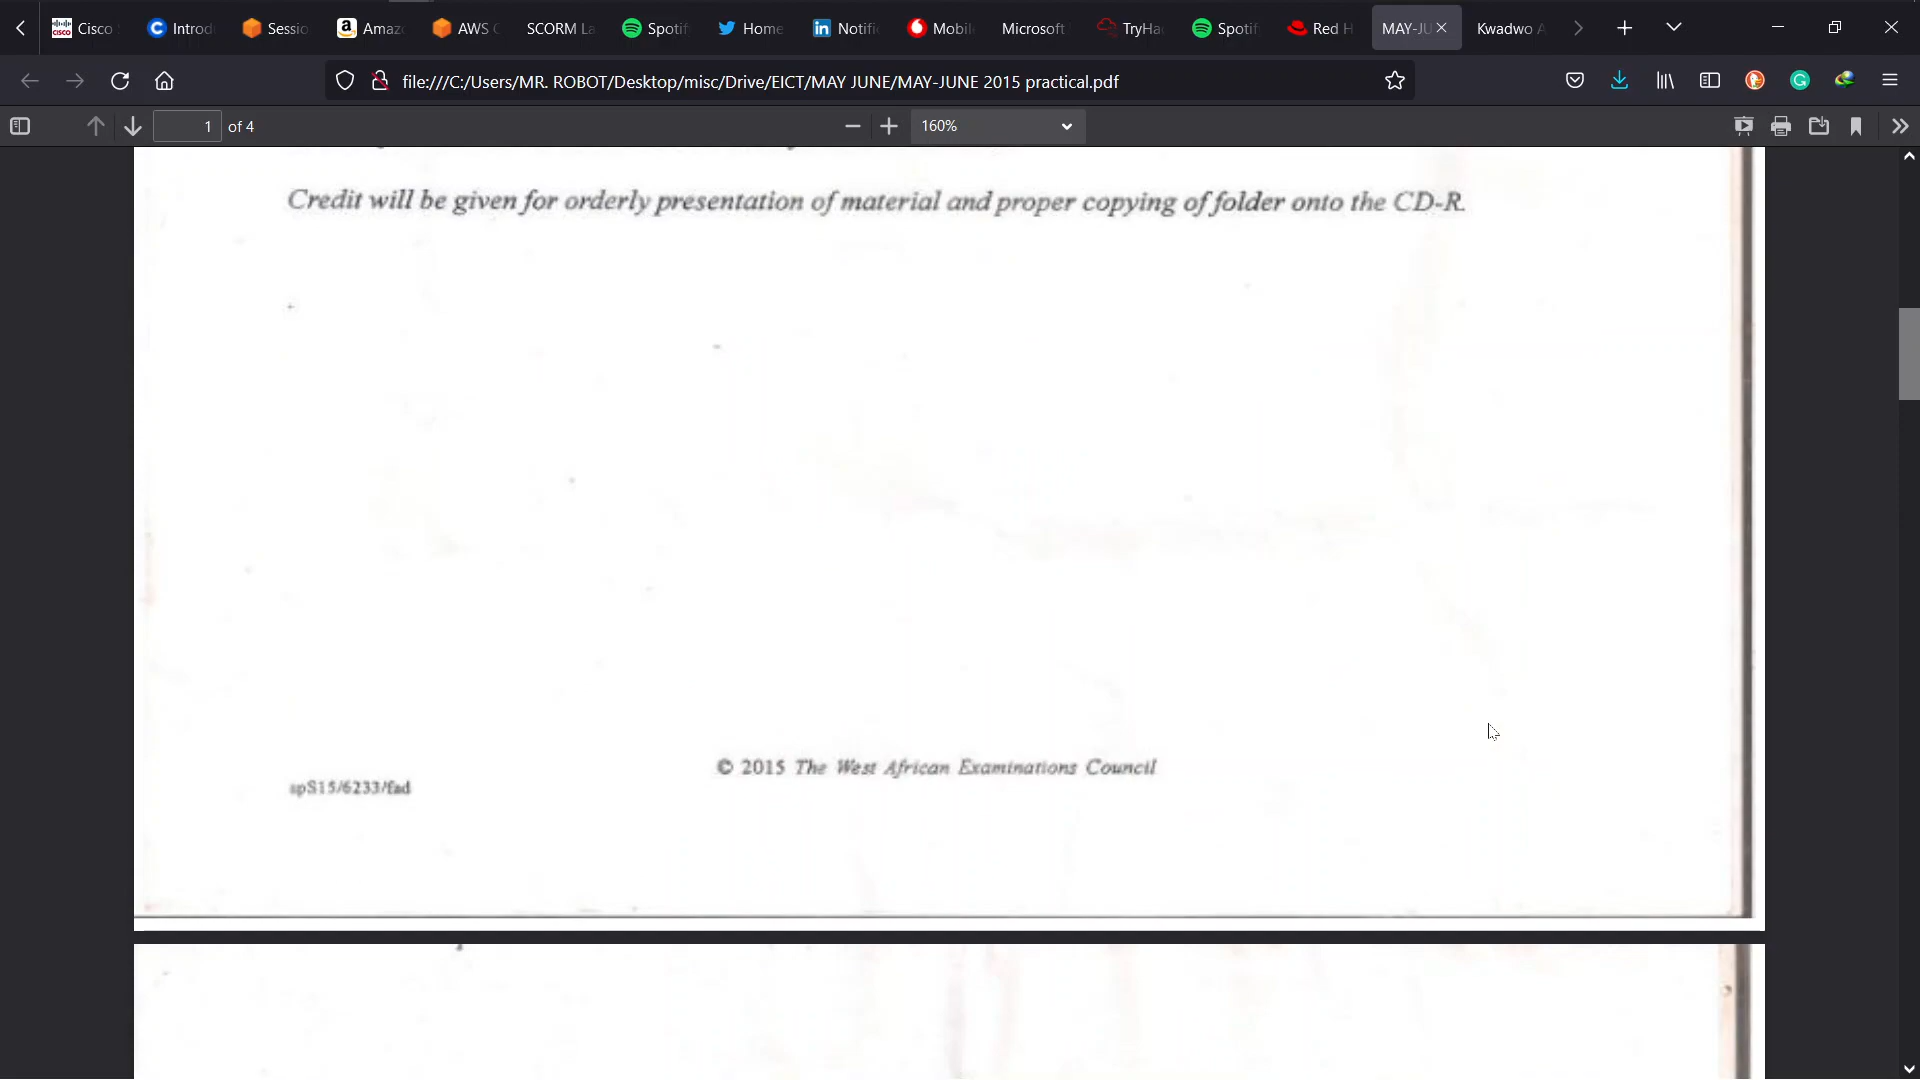 Cisco
Introd
Sessio
Amazo
AWS C
SCORM La
Spotif
Home
Notifi
Mobil
Microsoft
TryHa
Spotif
Red H
MAY-JU
Kwadwo A
file:///C:/Users/MR. ROBOT/Desktop/misc/Drive/EICT/MAY JUNE/MAY-JUNE 2015 practical.pdf
1 of 4
160%
Credit will be given for orderly presentation of material and proper copying of folder onto the CD-R.
© 2015 The West African Examinations Council
spS15/6233/fad